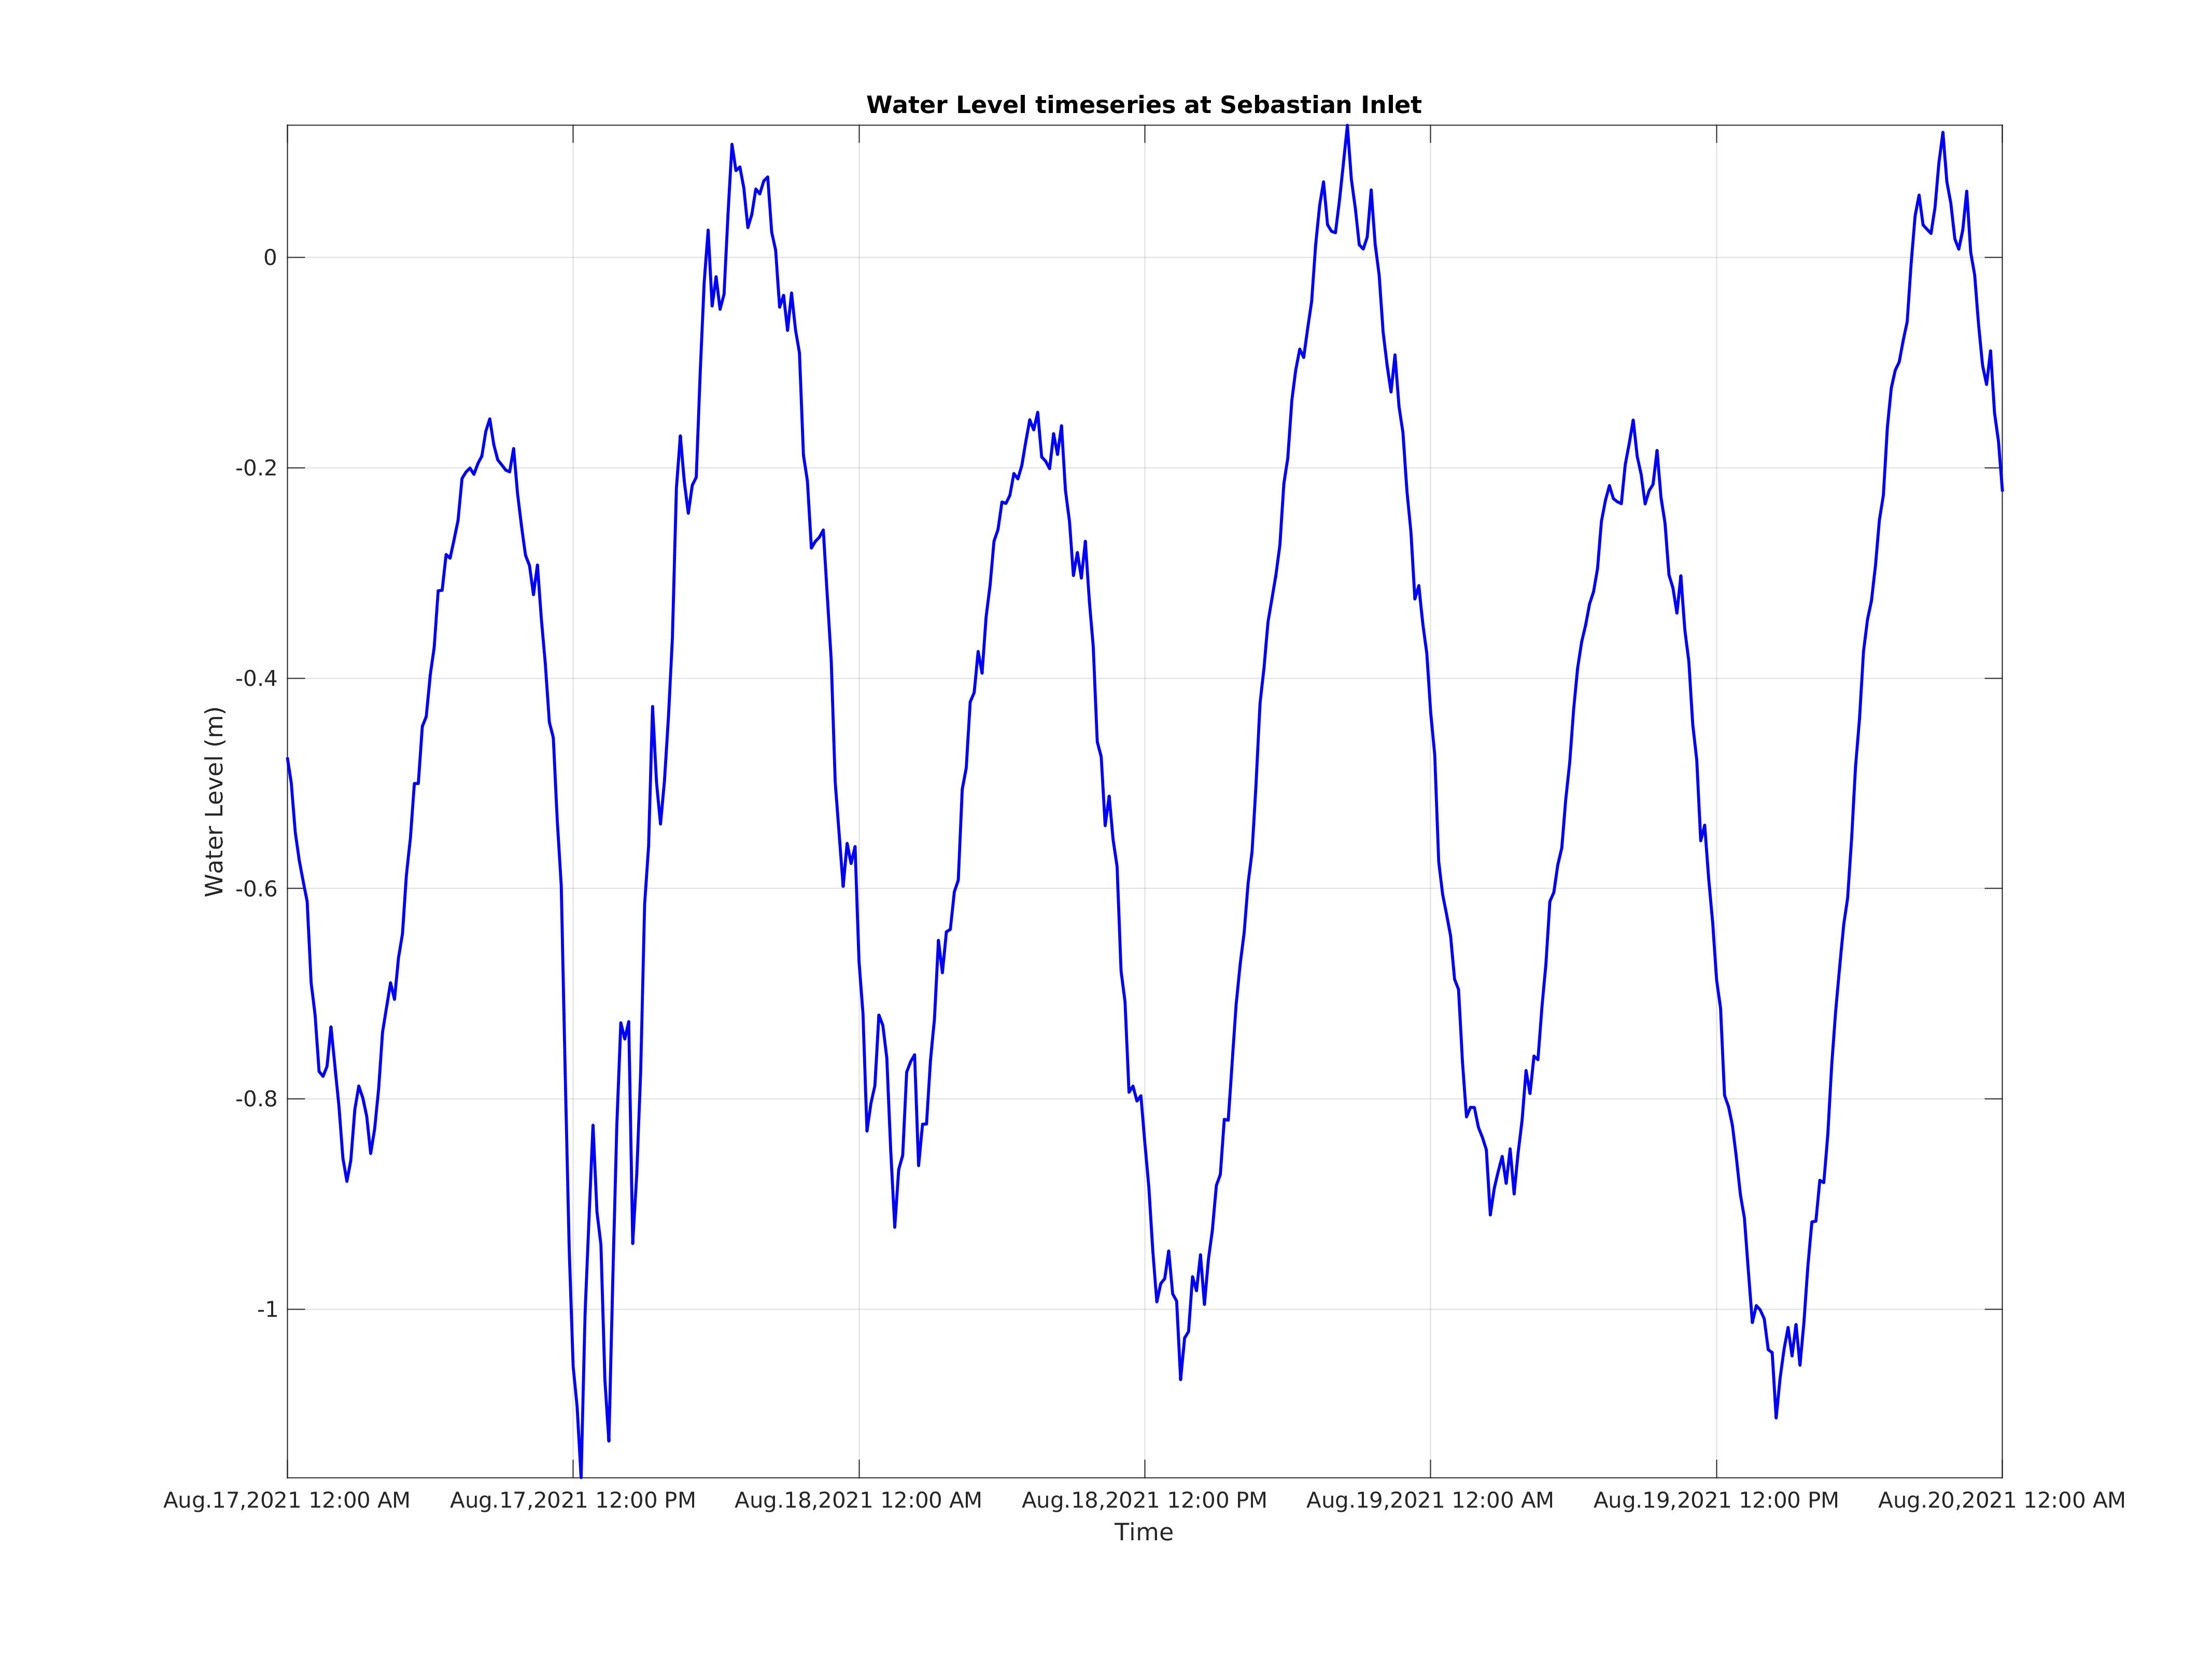 Water Level timeseries at Sebastian Inlet
0
-0.2
-0.4
-0.6
-0.8
-1
Water Level (m)
Aug.17,2021 12:00 AM
Aug.17,2021 12:00 PM
Aug.18,2021 12:00 AM
Aug.18,2021 12:00 PM
Aug.19,2021 12:00 AM
Aug.19,2021 12:00 PM
Aug.20,2021 12:00 AM
Time